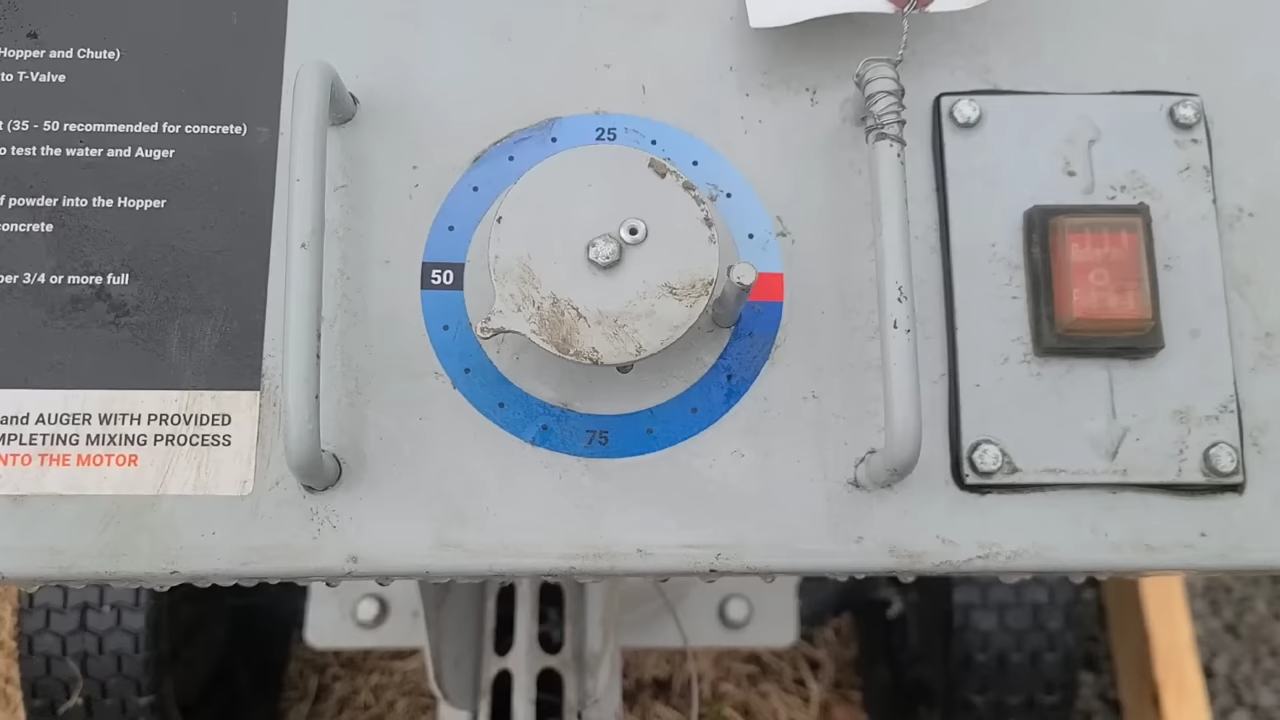 Hopper and Chute)
to T-Valve
t (35 - 50 recommended for concrete)
o test the water and Auger
f powder into the Hopper
concrete
per 3/4 or more full
and AUGER WITH PROVIDED
MPLETING MIXING PROCESS
NTO THE MOTOR
25
50
75